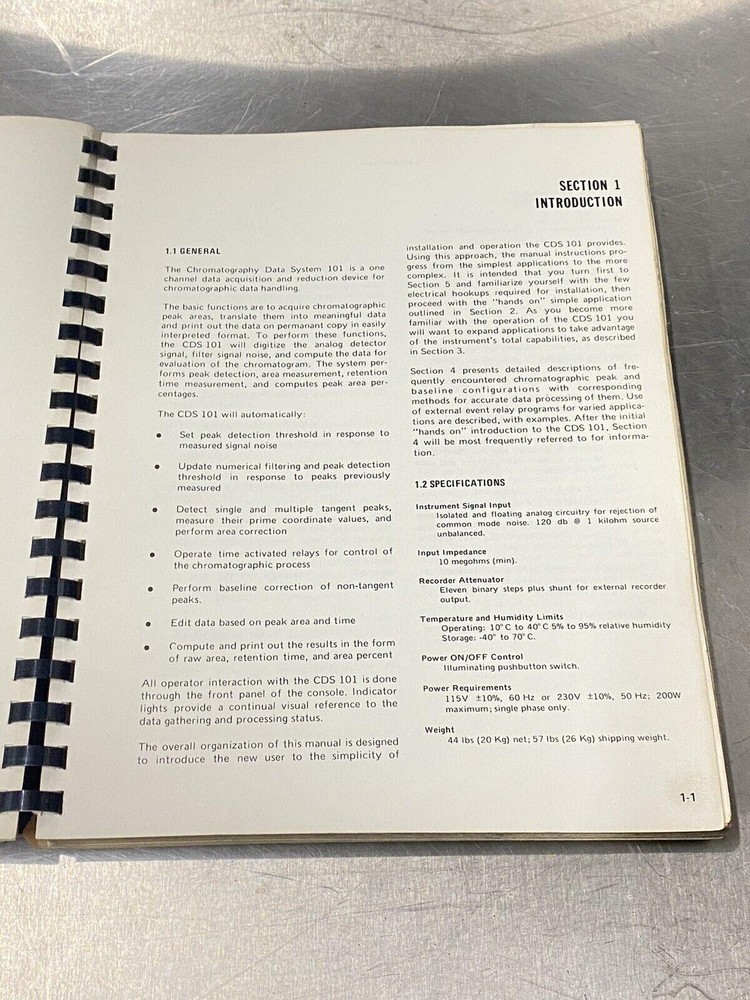 SECTION 1
INTRODUCTION
1.1 GENERAL
The Chromatography Data System 101 is a one
channel data acquisition and reduction device for
chromatographic data handling.
The basic functions are to acquire chromatographic
peak areas, translate them into meaningful data
and print out the data on permanant copy in easily
interpreted format. To perform these functions,
the CDS 101 will digitize the analog detector
signal, filter signal noise, and compute the data for
evaluation of the chromatogram. The system per-
forms peak detection, area measurement, retention
time measurement, and computes peak area per-
centages.
The CDS 101 will automatically:
• Set peak detection threshold in response to
measured signal noise
• Update numerical filtering and peak detection
threshold in response to peaks previously
measured
• Detect single and multiple tangent peaks,
measure their prime coordinate values, and
perform area correction
• Operate time activated relays for control of
the chromatographic process
• Perform baseline correction of non-tangent
peaks.
• Edit data based on peak area and time
• Compute and print out the results in the form
of raw area, retention time, and area percent
All operator interaction with the CDS 101 is done
through the front panel of the console. Indicator
lights provide a continual visual reference to the
data gathering and processing status.
The overall organization of this manual is designed
to introduce the new user to the simplicity of
installation and operation the CDS 101 provides.
Using this approach, the manual instructions pro-
gress from the simplest applications to the more
complex. It is intended that you turn first to
Section 5 and familiarize yourself with the few
electrical hookups required for installation, then
proceed with the "hands on" simple application
outlined in Section 2. As you become more
familiar with the operation of the CDS 101 you
will want to expand applications to take advantage
of the instrument's total capabilities, as described
in Section 3.
Section 4 presents detailed descriptions of fre-
quently encountered chromatographic peak and
baseline configurations with corresponding
methods for accurate data processing of them. Use
of external event relay programs for varied applica-
tions are described, with examples. After the initial
"hands on" introduction to the CDS 101, Section
4 will be most frequently referred to for informa-
tion.
1.2 SPECIFICATIONS
Instrument Signal Input
Isolated and floating analog circuitry for rejection of
common mode noise. 120 db @ 1 kilohm source
unbalanced.
Input Impedance
10 megohms (min).
Recorder Attenuator
Eleven binary steps plus shunt for external recorder
output.
Temperature and Humidity Limits
Operating: 10°C to 40°C 5% to 95% relative humidity
Storage: -40° to 70°C.
Power ON/OFF Control
Illuminating pushbutton switch.
Power Requirements
115V ±10%, 60 Hz or 230V ±10%, 50 Hz; 200W
maximum; single phase only.
Weight
44 lbs (20 Kg) net; 57 lbs (26 Kg) shipping weight.
1-1